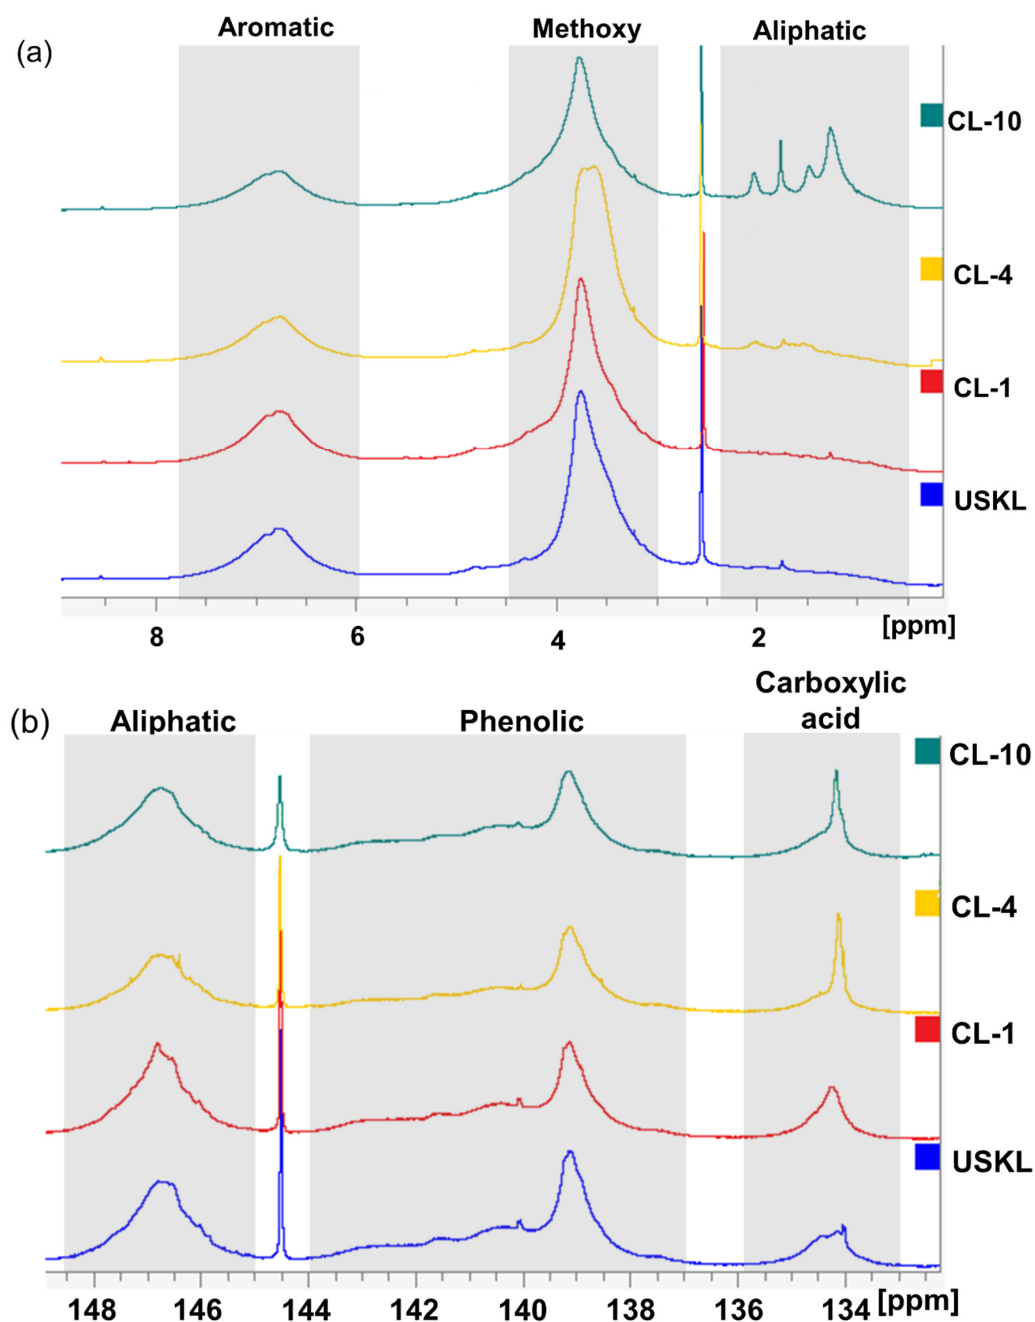 (a)
Aromatic Methoxy Aliphatic
CL-10
CL-4
CL-1
USKL
8 6 4 2 [ppm]
(b)
Aliphatic Phenolic Carboxylic
acid
CL-10
CL-4
CL-1
USKL
148 146 144 142 140 138 136 134 [ppm]